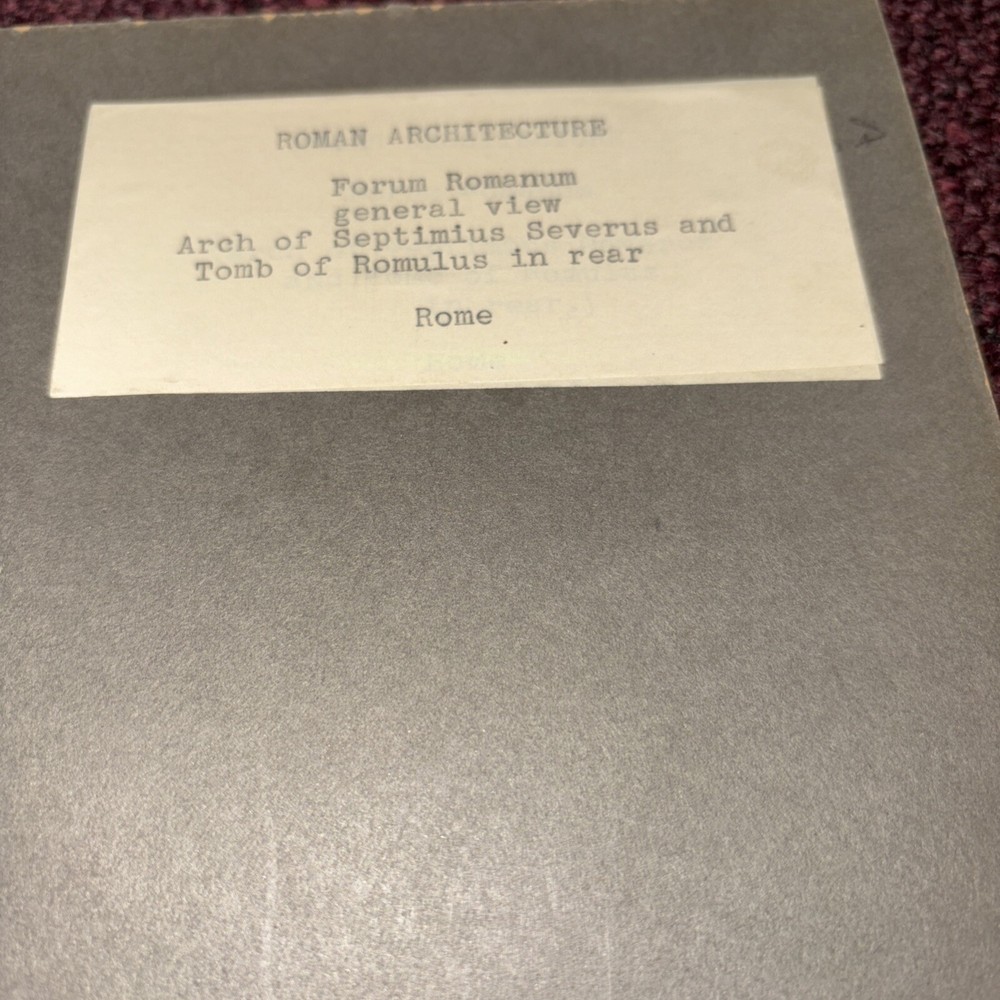 ROMAN ARCHITECTURE
Forum Romanum
general view
Arch of Septimius Severus and
Tomb of Romulus in rear
Rome